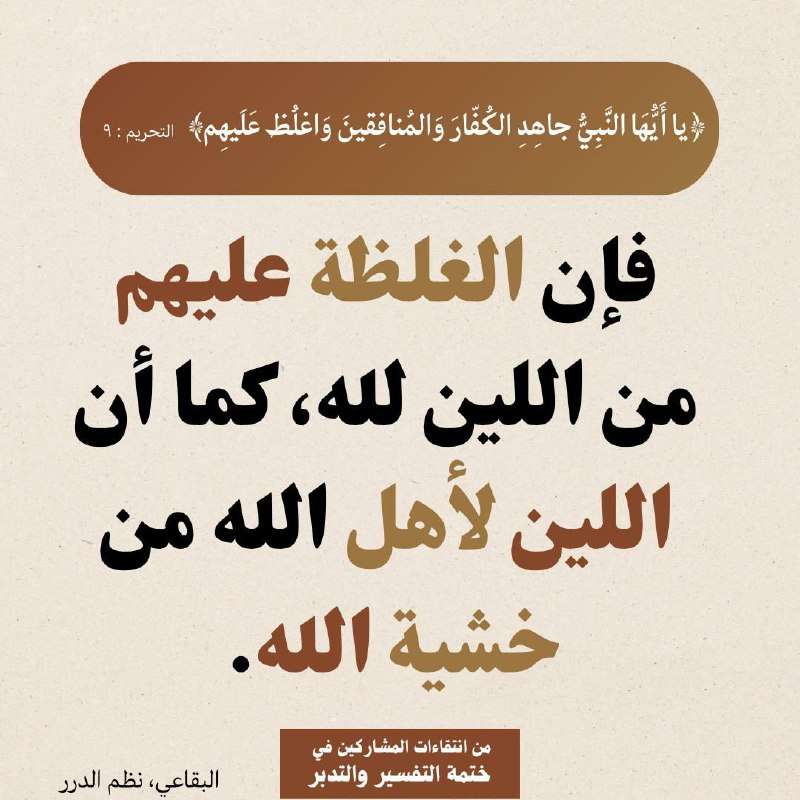 ﴿يا أَيُّهَا النَّبِيُّ جاهِدِ الكُفّارَ وَالمُنافِقينَ وَاغلُظ عَلَيهِم﴾ التحريم : ٩
فإن الغلظة عليهم
من اللين لله، كما أن
اللين لأهل الله من
خشية الله.
من انتقاءات المشاركين في
ختمة التفسير والتدبر
البقاعي، نظم الدرر